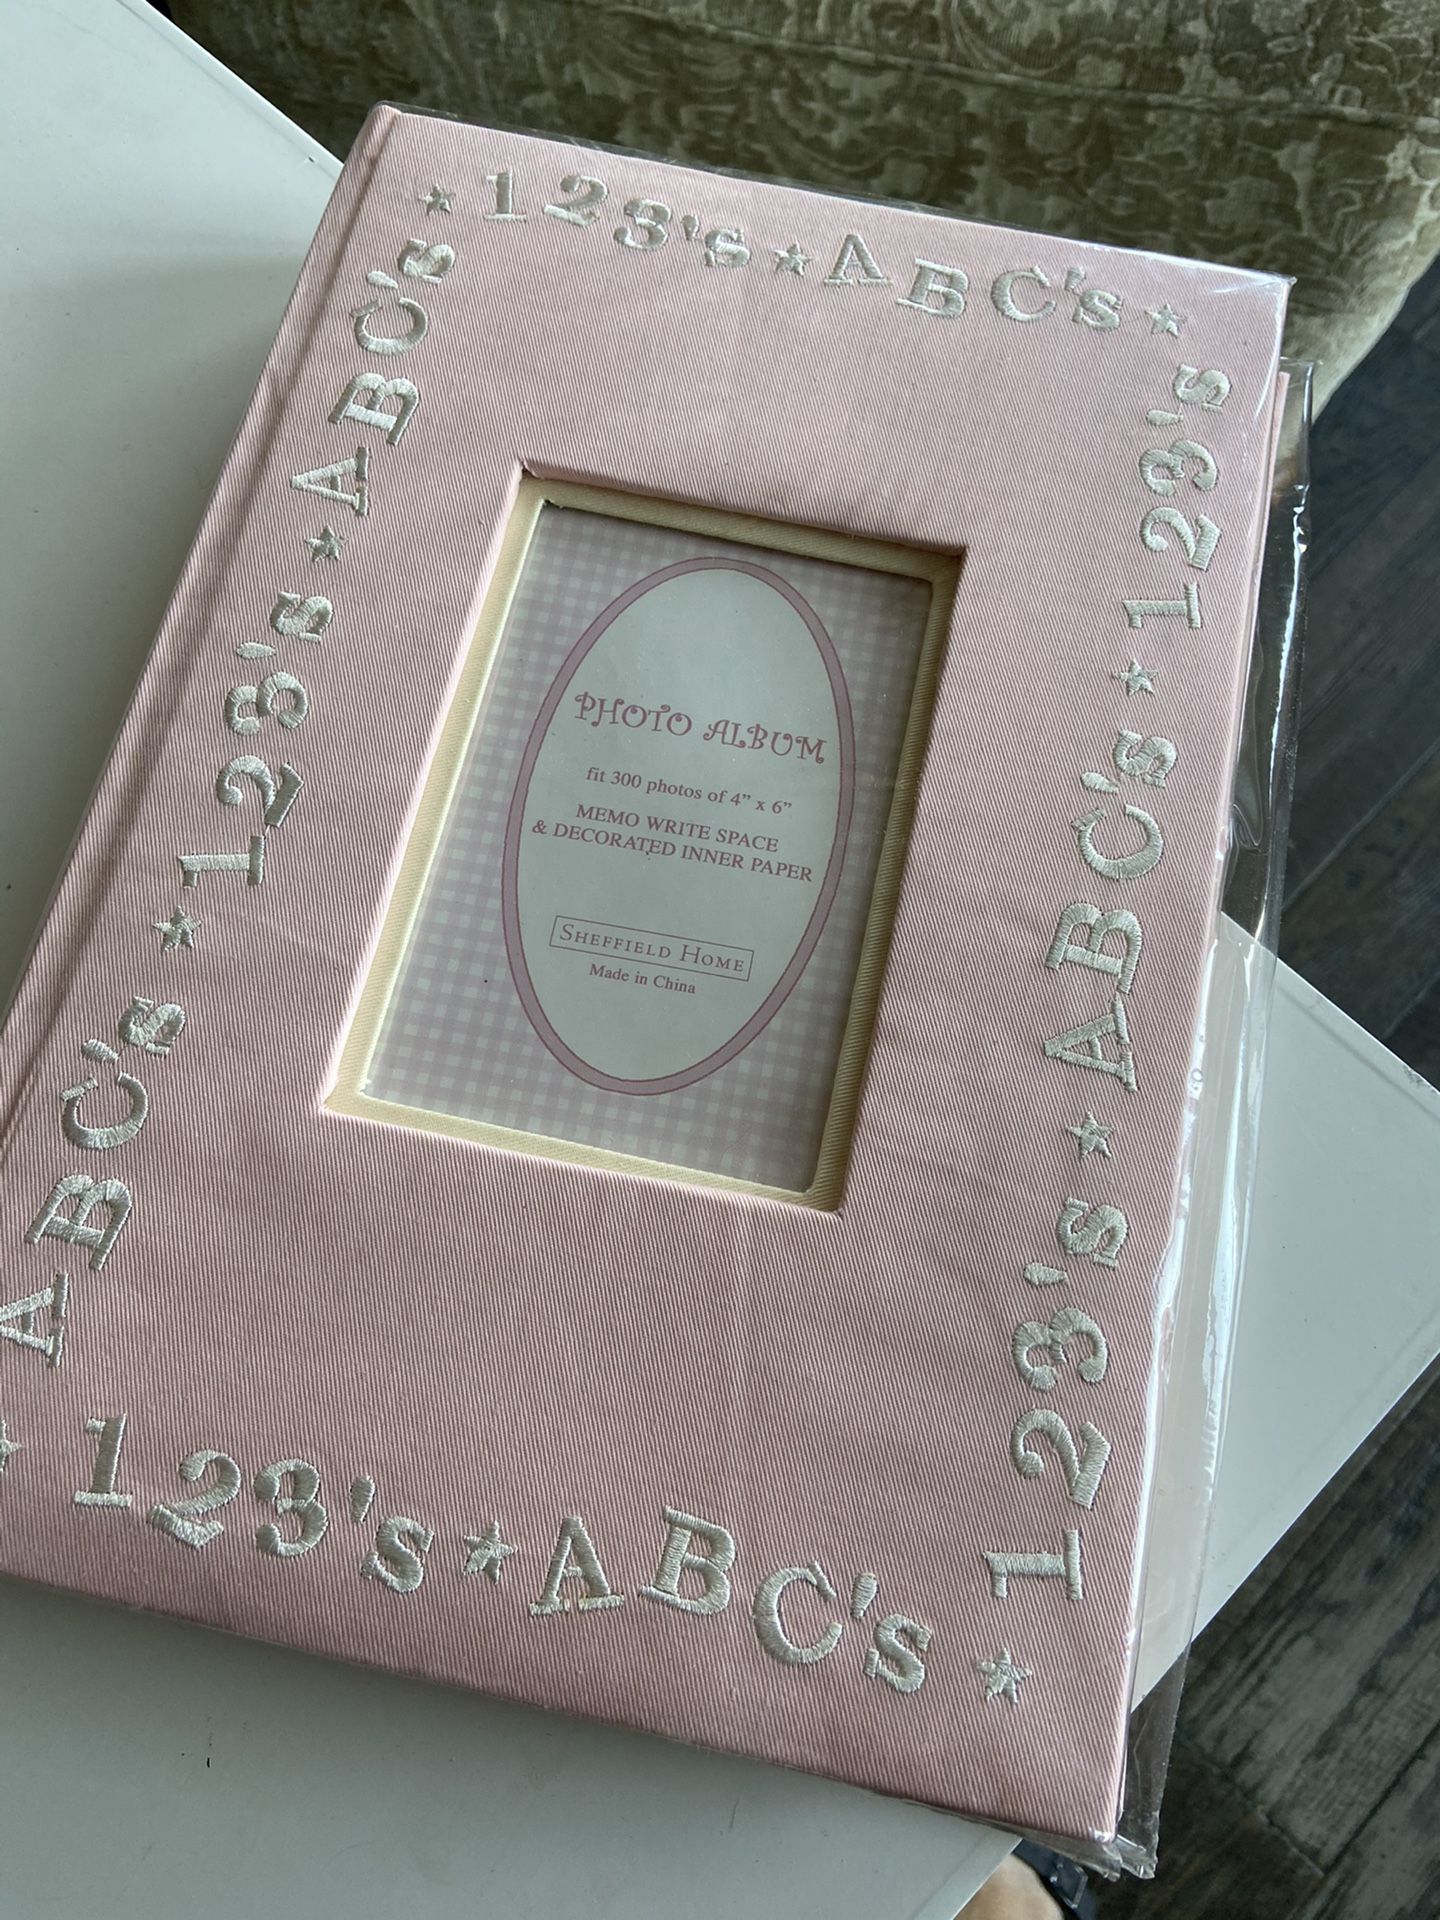 ★ 123's ★ ABC's ★
123's ★ ABC's ★ 123's
ABC's ★ 123's ★ ABC's
★ 123's ★ ABC's ★
PHOTO ALBUM
fit 300 photos of 4" x 6"
MEMO WRITE SPACE
& DECORATED INNER PAPER
SHEFFIELD HOME
Made in China